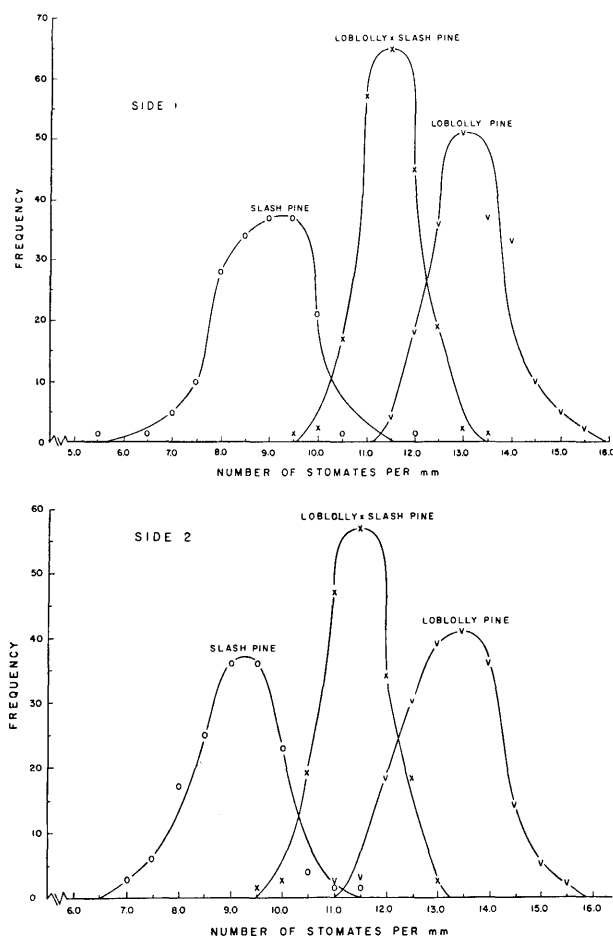 70
LOBLOLLY x SLASH PINE
60
SIDE 1
LOBLOLLY PINE
50
40
SLASH PINE
30
20
10
0
FREQUENCY
5.0 6.0 7.0 8.0 9.0 10.0 11.0 12.0 13.0 14.0 15.0 16.0
NUMBER OF STOMATES PER mm
60
LOBLOLLY x SLASH PINE
SIDE 2
50
LOBLOLLY PINE
40
SLASH PINE
30
20
10
0
FREQUENCY
6.0 7.0 8.0 9.0 10.0 11.0 12.0 13.0 14.0 15.0 16.0
NUMBER OF STOMATES PER mm